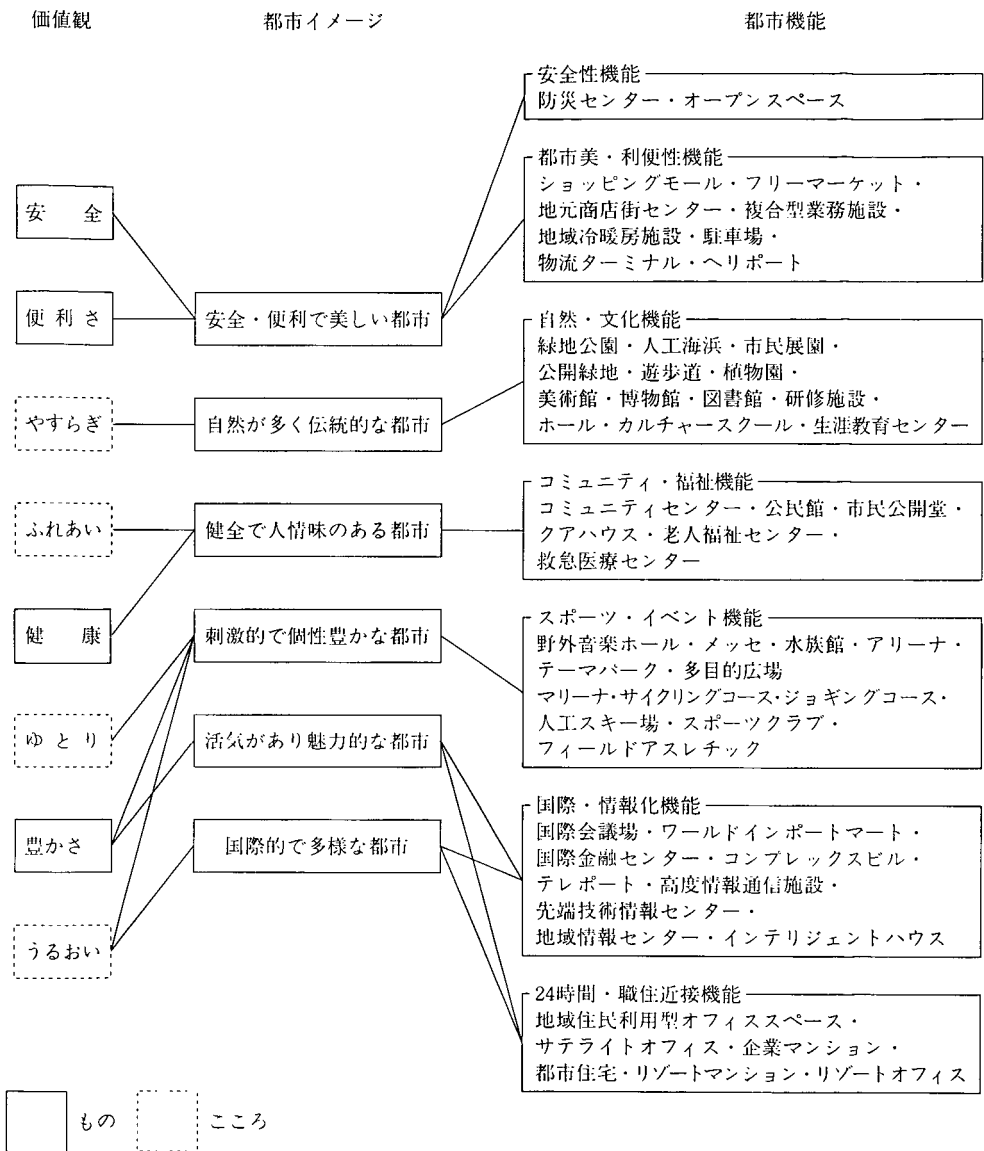 価値観
都市イメージ
都市機能
安全
便利さ
やすらぎ
ふれあい
健康
ゆとり
豊かさ
うるおい
安全・便利で美しい都市
自然が多く伝統的な都市
健全で人情味のある都市
刺激的で個性豊かな都市
活気があり魅力的な都市
国際的で多様な都市
安全性機能
防災センター・オープンスペース
都市美・利便性機能
ショッピングモール・フリーマーケット・
地元商店街センター・複合型業務施設・
地域冷暖房施設・駐車場・
物流ターミナル・ヘリポート
自然・文化機能
緑地公園・人工海浜・市民展園・
公開緑地・遊歩道・植物園・
美術館・博物館・図書館・研修施設・
ホール・カルチャースクール・生涯教育センター
コミュニティ・福祉機能
コミュニティセンター・公民館・市民公開堂・
クアハウス・老人福祉センター・
救急医療センター
スポーツ・イベント機能
野外音楽ホール・メッセ・水族館・アリーナ・
テーマパーク・多目的広場
マリーナ・サイクリングコース・ジョギングコース・
人工スキー場・スポーツクラブ・
フィールドアスレチック
国際・情報化機能
国際会議場・ワールドインポートマート・
国際金融センター・コンプレックスビル・
テレポート・高度情報通信施設・
先端技術情報センター・
地域情報センター・インテリジェントハウス
24時間・職住近接機能
地域住民利用型オフィススペース・
サテライトオフィス・企業マンション・
都市住宅・リゾートマンション・リゾートオフィス
もの
こころ